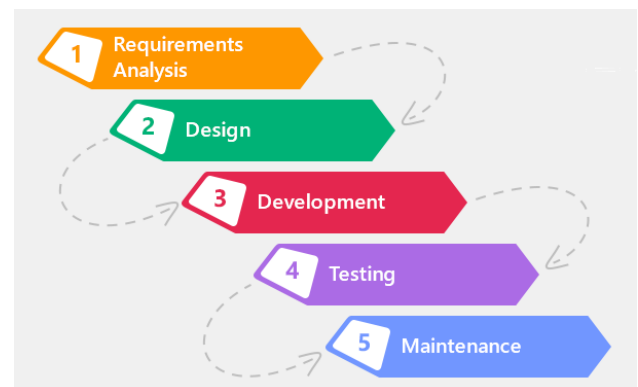 1
Requirements
Analysis
2
Design
3
Development
4
Testing
5
Maintenance